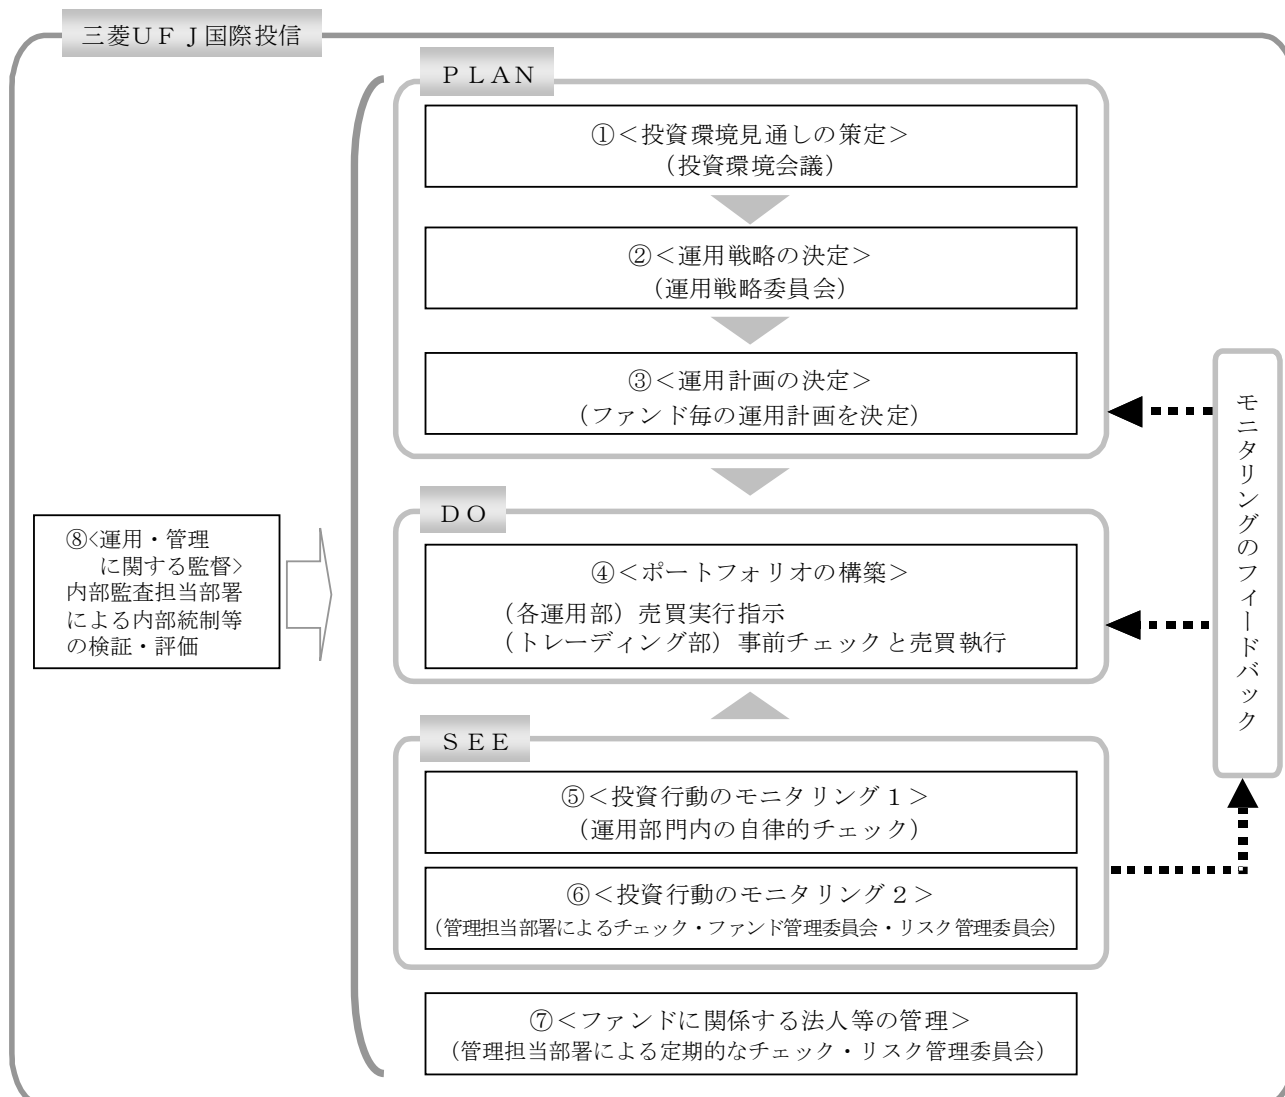 三菱ＵＦＪ国際投信
ＰＬＡＮ
①＜投資環境見通しの策定＞
（投資環境会議）
②＜運用戦略の決定＞
（運用戦略委員会）
③＜運用計画の決定＞
（ファンド毎の運用計画を決定）
ＤＯ
④＜ポートフォリオの構築＞
（各運用部）売買実行指示
（トレーディング部）事前チェックと売買執行
ＳＥＥ
⑤＜投資行動のモニタリング１＞
（運用部門内の自律的チェック）
⑥＜投資行動のモニタリング２＞
（管理担当部署によるチェック・ファンド管理委員会・リスク管理委員会）
⑦＜ファンドに関係する法人等の管理＞
（管理担当部署による定期的なチェック・リスク管理委員会）
⑧<運用・管理
に関する監督>
内部監査担当部署
による内部統制等
の検証・評価
モニタリングのフィードバック